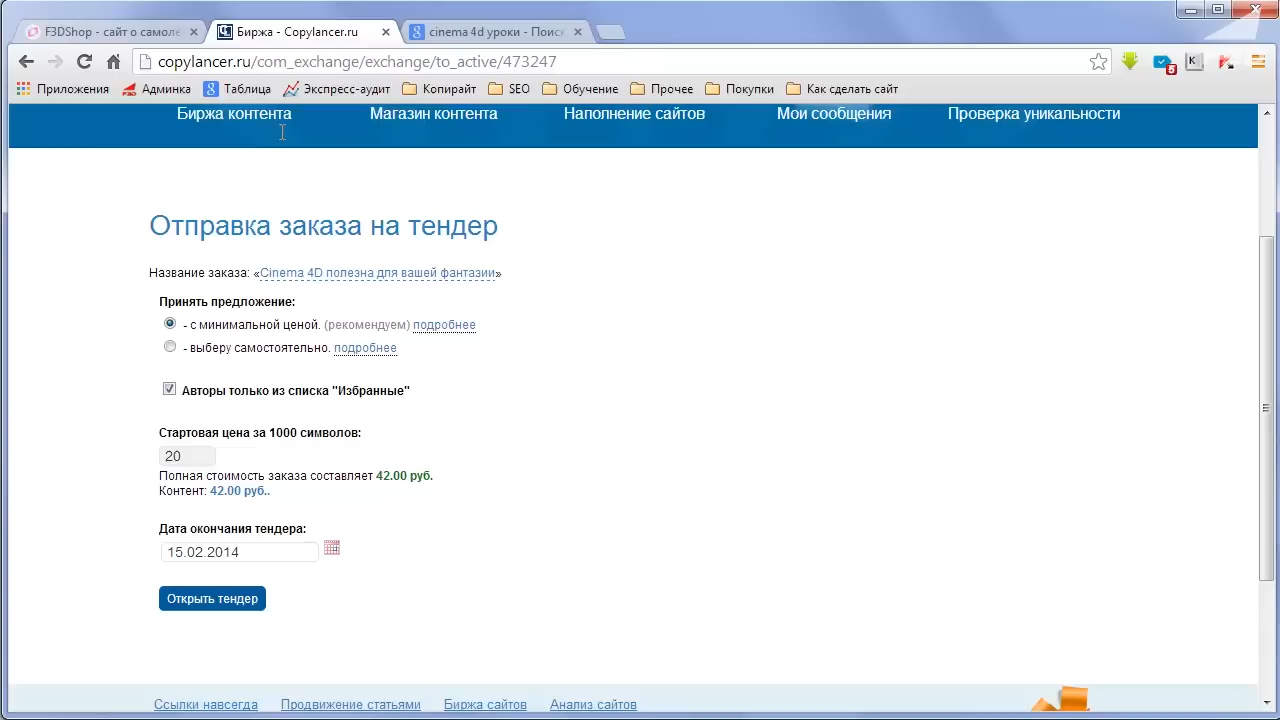 F3DShop - сайт о самоле
Биржа - Copylancer.ru
cinema 4d уроки - Поис
copylancer.ru/com_exchange/exchange/to_active/473247
5
K
Приложения Админка Таблица Экспресс-аудит Копирайт SEO Обучение Прочее Покупки Как сделать сайт
Биржа контента Магазин контента Наполнение сайтов Мои сообщения Проверка уникальности
Отправка заказа на тендер
Название заказа: «Cinema 4D полезна для вашей фантазии»
Принять предложение:
- с минимальной ценой. (рекомендуем) подробнее
- выберу самостоятельно. подробнее
Авторы только из списка "Избранные"
Стартовая цена за 1000 символов:
20
Полная стоимость заказа составляет 42.00 руб.
Контент: 42.00 руб..
Дата окончания тендера:
15.02.2014
Открыть тендер
Ссылки навсегда Продвижение статьями Биржа сайтов Анализ сайтов